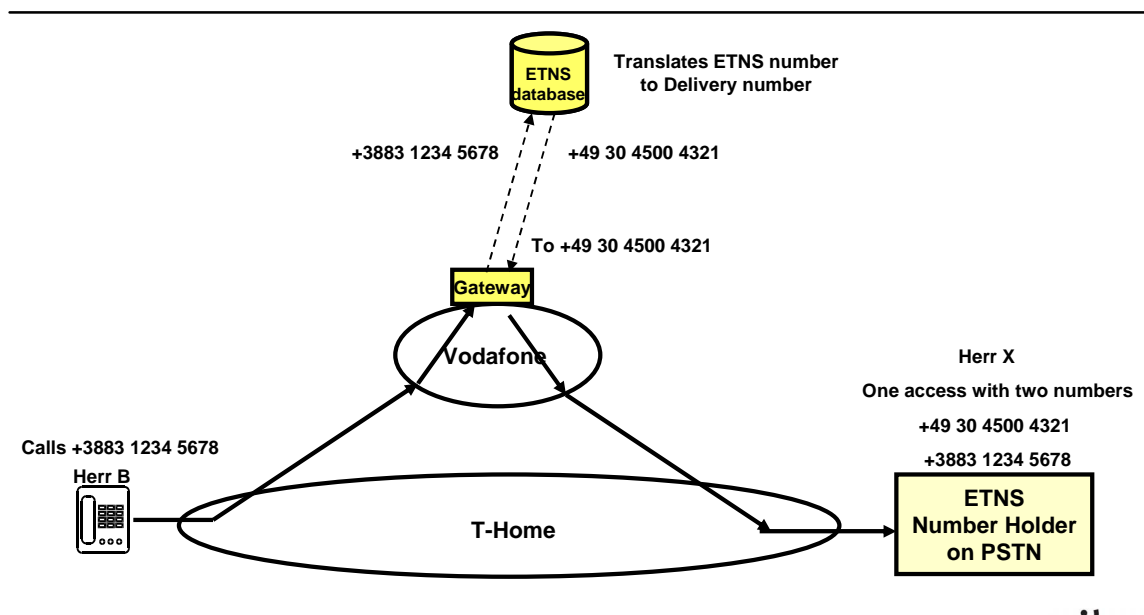 ETNS
database
Translates ETNS number
to Delivery number
+3883 1234 5678
+49 30 4500 4321
To +49 30 4500 4321
Gateway
Vodafone
Herr X
One access with two numbers
+49 30 4500 4321
+3883 1234 5678
Calls +3883 1234 5678
Herr B
T-Home
ETNS
Number Holder
on PSTN